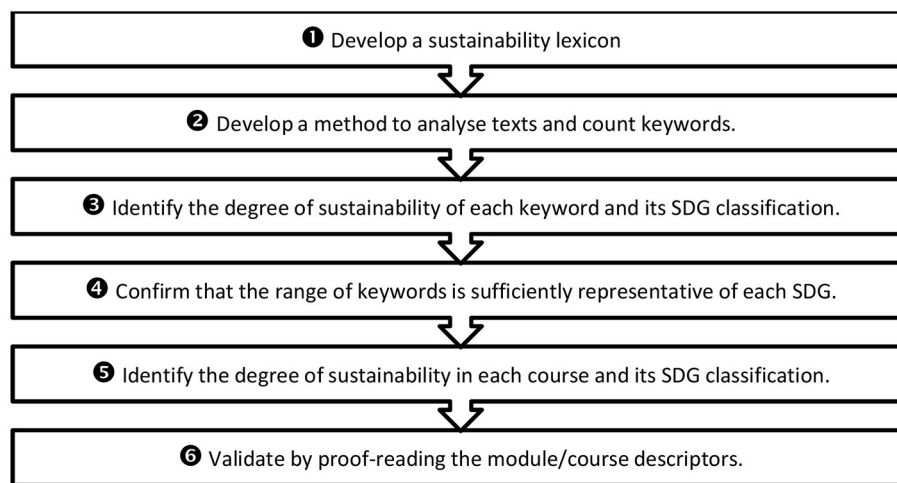 ❶ Develop a sustainability lexicon
❷ Develop a method to analyse texts and count keywords.
❸ Identify the degree of sustainability of each keyword and its SDG classification.
❹ Confirm that the range of keywords is sufficiently representative of each SDG.
❺ Identify the degree of sustainability in each course and its SDG classification.
❻ Validate by proof-reading the module/course descriptors.